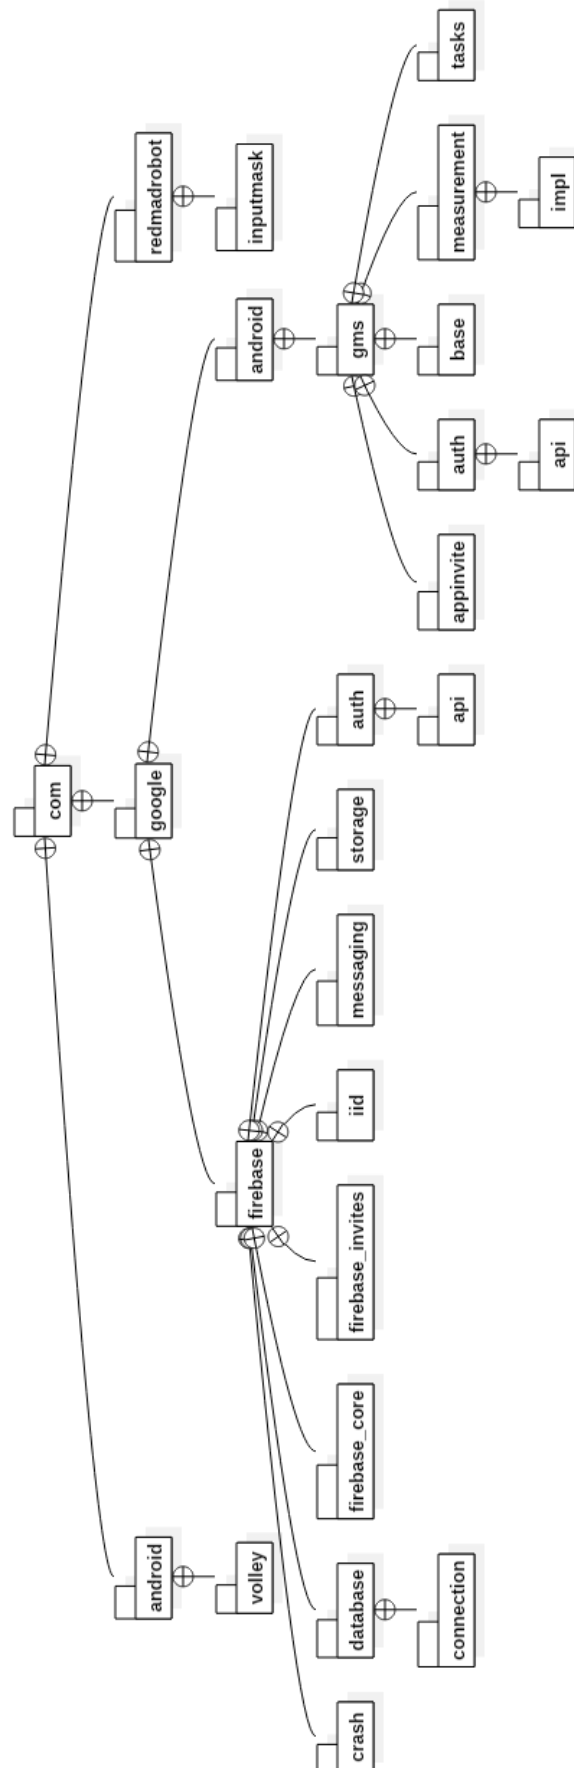 com
android
google
redmadrobot
volley
firebase
android
inputmask
crash
database
firebase_core
firebase_invites
iid
messaging
storage
auth
gms
connection
api
appinvite
auth
base
measurement
tasks
api
impl